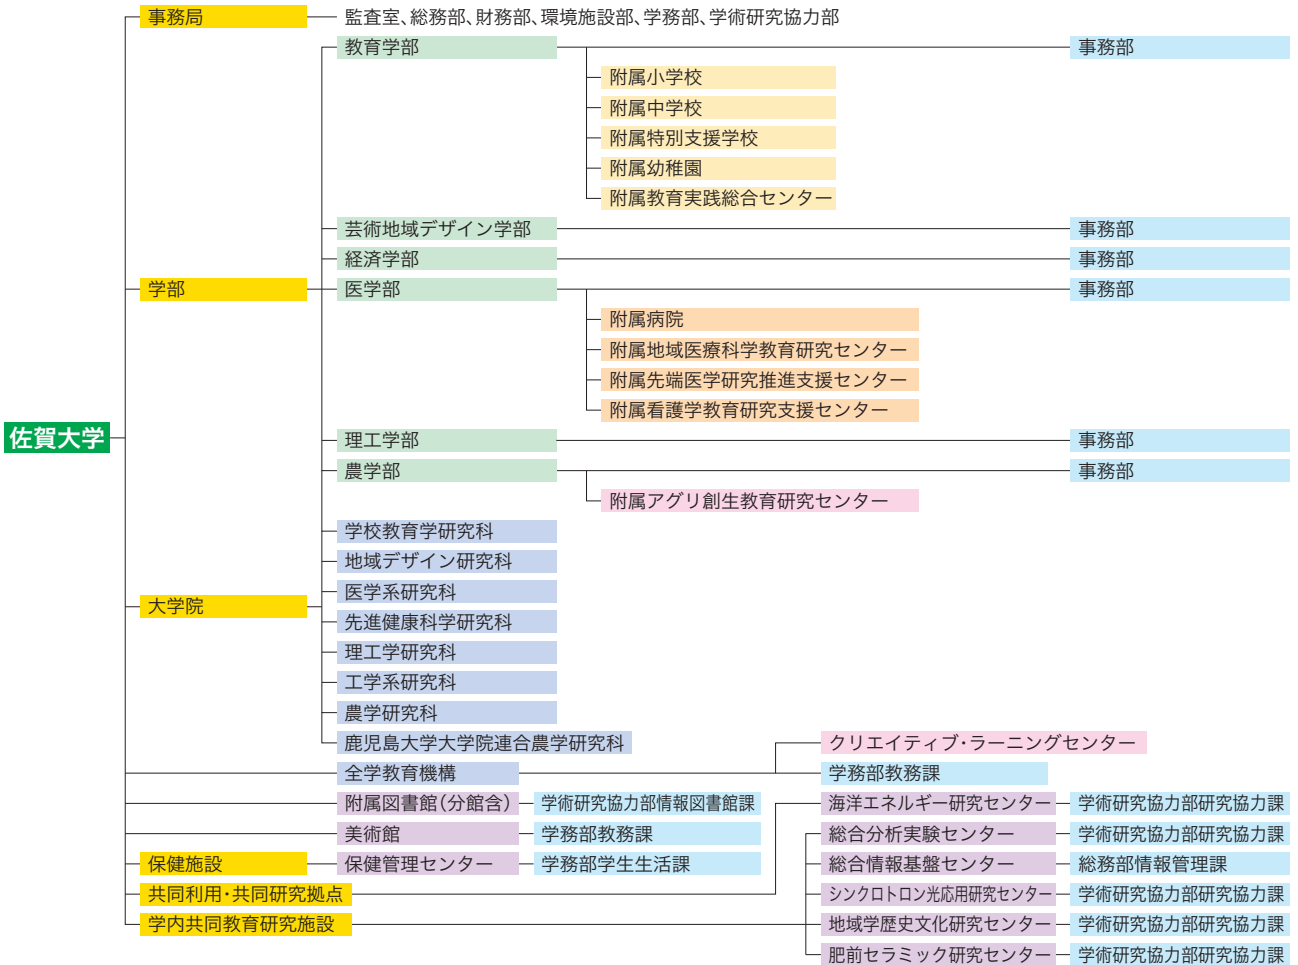 事務局
監査室、総務部、財務部、環境施設部、学務部、学術研究協力部
教育学部
事務部
附属小学校
附属中学校
附属特別支援学校
附属幼稚園
附属教育実践総合センター
芸術地域デザイン学部
事務部
経済学部
事務部
学部
医学部
事務部
附属病院
附属地域医療科学教育研究センター
附属先端医学研究推進支援センター
附属看護学教育研究支援センター
佐賀大学
理工学部
事務部
農学部
事務部
附属アグリ創生教育研究センター
学校教育学研究科
地域デザイン研究科
医学系研究科
大学院
先進健康科学研究科
理工学研究科
工学系研究科
農学研究科
鹿児島大学大学院連合農学研究科
クリエイティブ・ラーニングセンター
全学教育機構
学務部教務課
附属図書館(分館含)
学術研究協力部情報図書館課
海洋エネルギー研究センター
学術研究協力部研究協力課
美術館
学務部教務課
総合分析実験センター
学術研究協力部研究協力課
保健施設
保健管理センター
学務部学生生活課
総合情報基盤センター
総務部情報管理課
共同利用・共同研究拠点
シンクロトロン光応用研究センター
学術研究協力部研究協力課
学内共同教育研究施設
地域学歴史文化研究センター
学術研究協力部研究協力課
肥前セラミック研究センター
学術研究協力部研究協力課